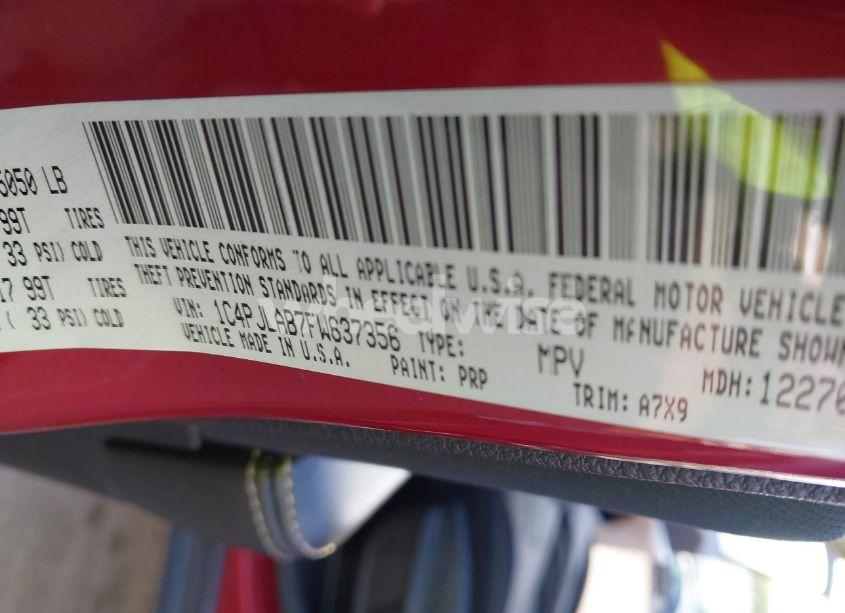 5050 LB
99T TIRES
33 PSI) COLD
17 99T TIRES
( 33 PSI) COLD
THIS VEHICLE CONFORMS TO ALL APPLICABLE U.S.A. FEDERAL MOTOR VEHICLE
THEFT PREVENTION STANDARDS IN EFFECT ON THE DATE OF MANUFACTURE SHOWN
VIN: 1C4PJLAB7FW637356 TYPE: MPV MDH: 12270
VEHICLE MADE IN U.S.A. PAINT: PRP TRIM: A7X9